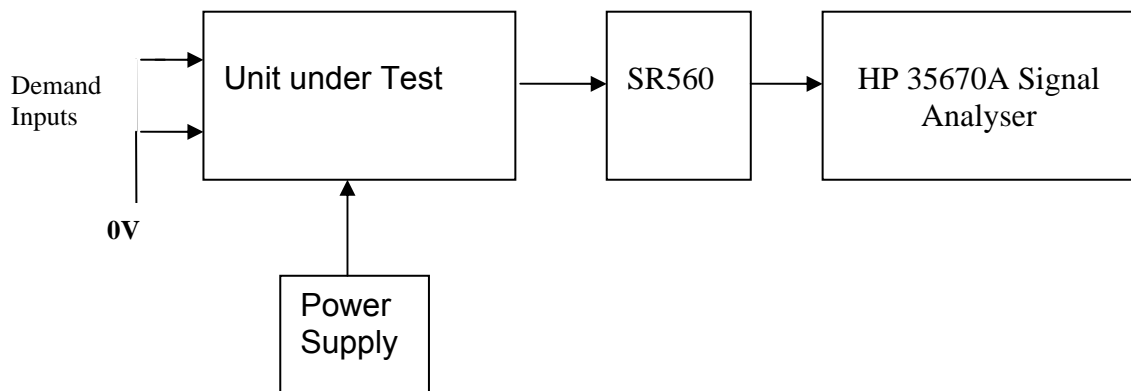 Demand
Inputs
Unit under Test
SR560
HP 35670A Signal
Analyser
0V
Power
Supply